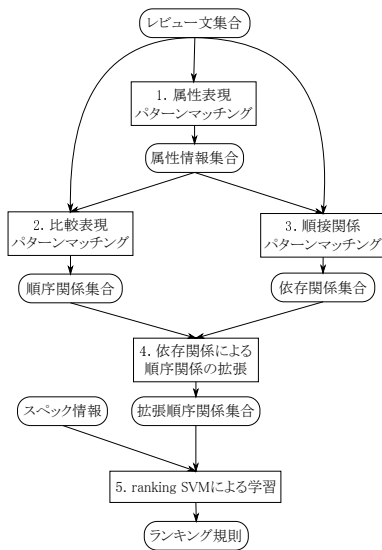 レビュー文集合
1. 属性表現
パターンマッチング
属性情報集合
2. 比較表現
パターンマッチング
3. 順接関係
パターンマッチング
順序関係集合
依存関係集合
4. 依存関係による
順序関係の拡張
スペック情報
拡張順序関係集合
5. ranking SVMによる学習
ランキング規則